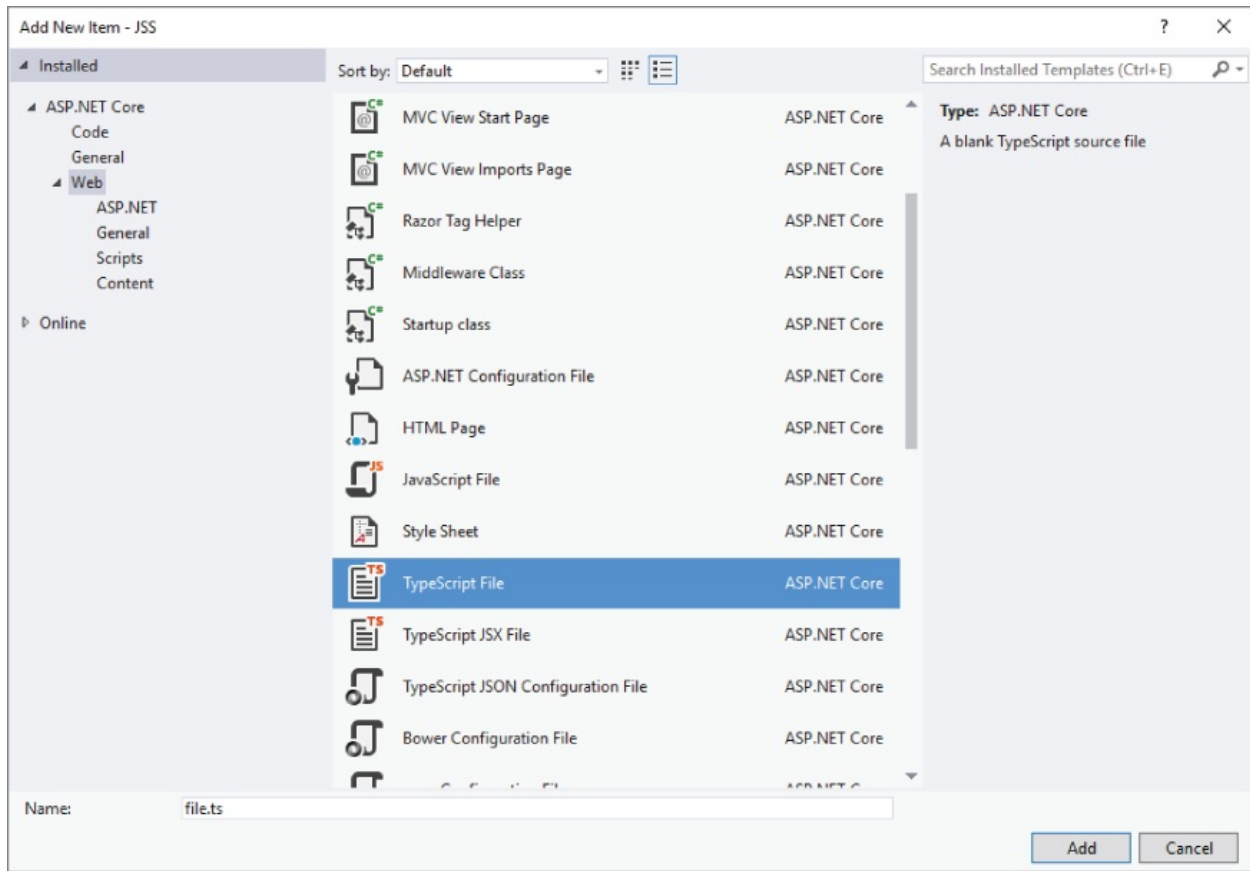 Add New Item - JSS
?
Installed
Sort by: Default
Search Installed Templates (Ctrl+E)
ASP.NET Core
Code
General
Web
ASP.NET
General
Scripts
Content
Online
C#
@
MVC View Start Page ASP.NET Core
C#
@
MVC View Imports Page ASP.NET Core
C#
Razor Tag Helper ASP.NET Core
C#
Middleware Class ASP.NET Core
C#
Startup class ASP.NET Core
ASP.NET Configuration File ASP.NET Core
HTML Page ASP.NET Core
JS
JavaScript File ASP.NET Core
A
Style Sheet ASP.NET Core
TS
TypeScript File ASP.NET Core
TS
TypeScript JSX File ASP.NET Core
TypeScript JSON Configuration File ASP.NET Core
Bower Configuration File ASP.NET Core
Type: ASP.NET Core
A blank TypeScript source file
Name: file.ts
Add Cancel